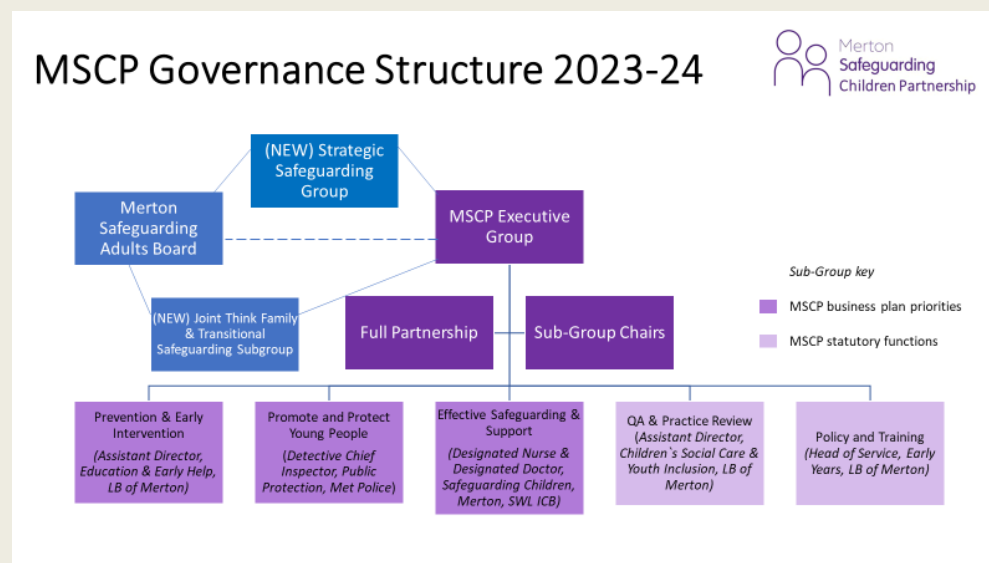 MSCP Governance Structure 2023-24
Merton
Safeguarding
Children Partnership
(NEW) Strategic
Safeguarding
Group
Merton
Safeguarding
Adults Board
MSCP Executive
Group
(NEW) Joint Think Family
& Transitional
Safeguarding Subgroup
Full Partnership
Sub-Group Chairs
Sub-Group key
MSCP business plan priorities
MSCP statutory functions
Prevention & Early
Intervention
(Assistant Director,
Education & Early Help,
LB of Merton)
Promote and Protect
Young People
(Detective Chief
Inspector, Public
Protection, Met Police)
Effective Safeguarding &
Support
(Designated Nurse &
Designated Doctor,
Safeguarding Children,
Merton, SWL ICB)
QA & Practice Review
(Assistant Director,
Children`s Social Care &
Youth Inclusion, LB of
Merton)
Policy and Training
(Head of Service, Early
Years, LB of Merton)